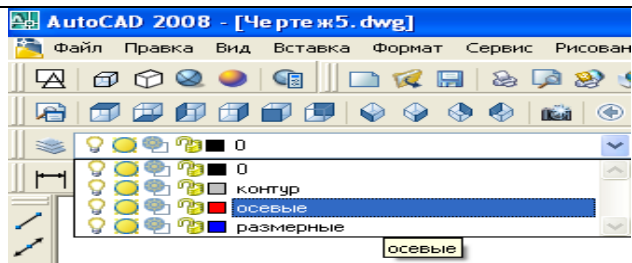 AutoCAD 2008 - [Чертеж5.dwg]
Файл Правка Вид Вставка Формат Сервис Рисован
0
0
контур
осевые
размерные
осевые